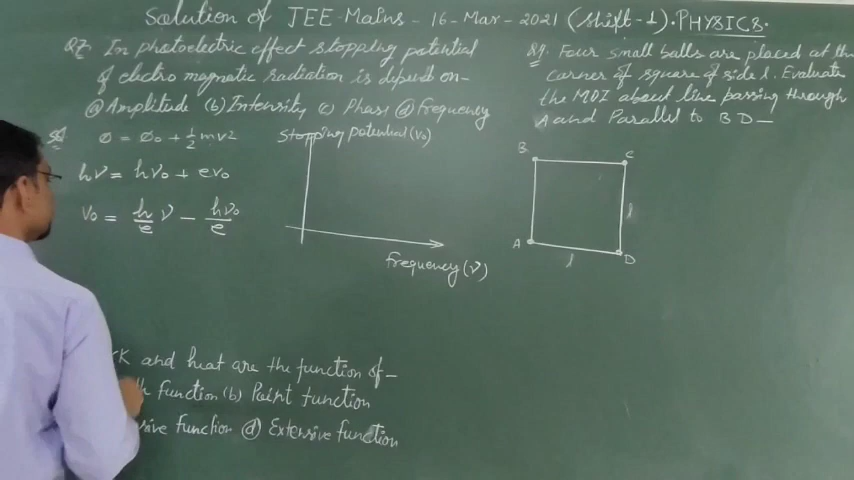 Solution of JEE-Mains - 16-Mar-2021 (Shift-1). PHYSICS.
Q7. In photoelectric effect stopping potential
of electro magnetic radiation is depend on-
(a) Amplitude (b) Intensity (c) Phase (d) Frequency
ø = ø₀ + ½mv²
hν = hν₀ + eV₀
V₀ = h/e ν - hν₀/e
Stopping potential (V₀)
frequency (ν)
and heat are the function of-
function (b) Point function
function (d) Extensive function
Four small balls are placed at the
corner of square of side l. Evaluate
the MOI about line passing through
A and Parallel to BD-
B
C
l
A
D
l